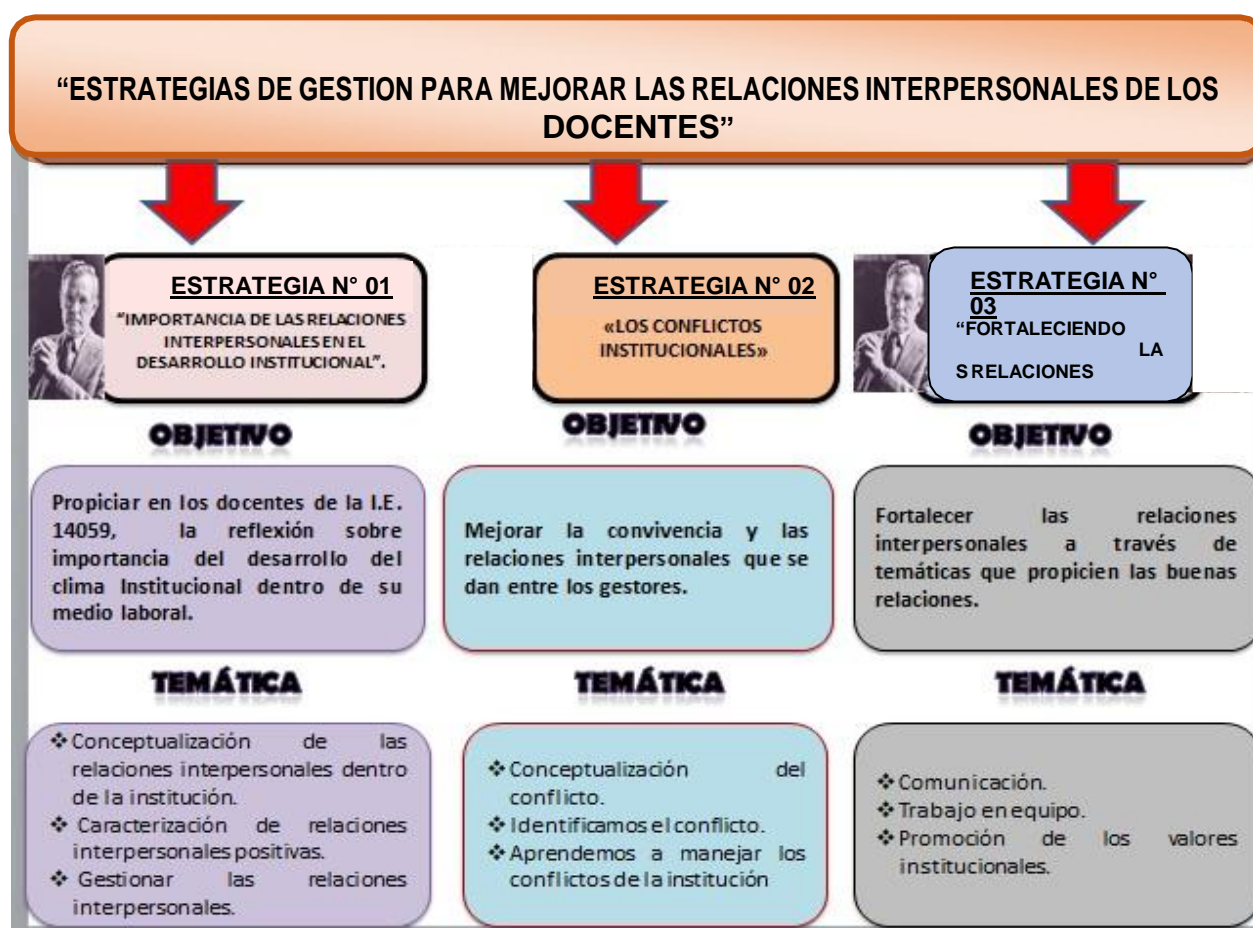 “ESTRATEGIAS DE GESTION PARA MEJORAR LAS RELACIONES INTERPERSONALES DE LOS
DOCENTES”
ESTRATEGIA N° 01
“IMPORTANCIA DE LAS RELACIONES
INTERPERSONALES EN EL
DESARROLLO INSTITUCIONAL”.
OBJETIVO
Propiciar en los docentes de la I.E.
14059, la reflexión sobre
importancia del desarrollo del
clima Institucional dentro de su
medio laboral.
TEMÁTICA
❖ Conceptualización de las
relaciones interpersonales dentro
de la institución.
❖ Caracterización de relaciones
interpersonales positivas.
❖ Gestionar las relaciones
interpersonales.
ESTRATEGIA N° 02
«LOS CONFLICTOS
INSTITUCIONALES»
OBJETIVO
Mejorar la convivencia y las
relaciones interpersonales que se
dan entre los gestores.
TEMÁTICA
❖ Conceptualización del
conflicto.
❖ Identificamos el conflicto.
❖ Aprendemos a manejar los
conflictos de la institución
ESTRATEGIA N°
03
“FORTALECIENDO
LA
S RELACIONES
OBJETIVO
Fortalecer las relaciones
interpersonales a través de
temáticas que propicien las buenas
relaciones.
TEMÁTICA
❖ Comunicación.
❖ Trabajo en equipo.
❖ Promoción de los valores
institucionales.